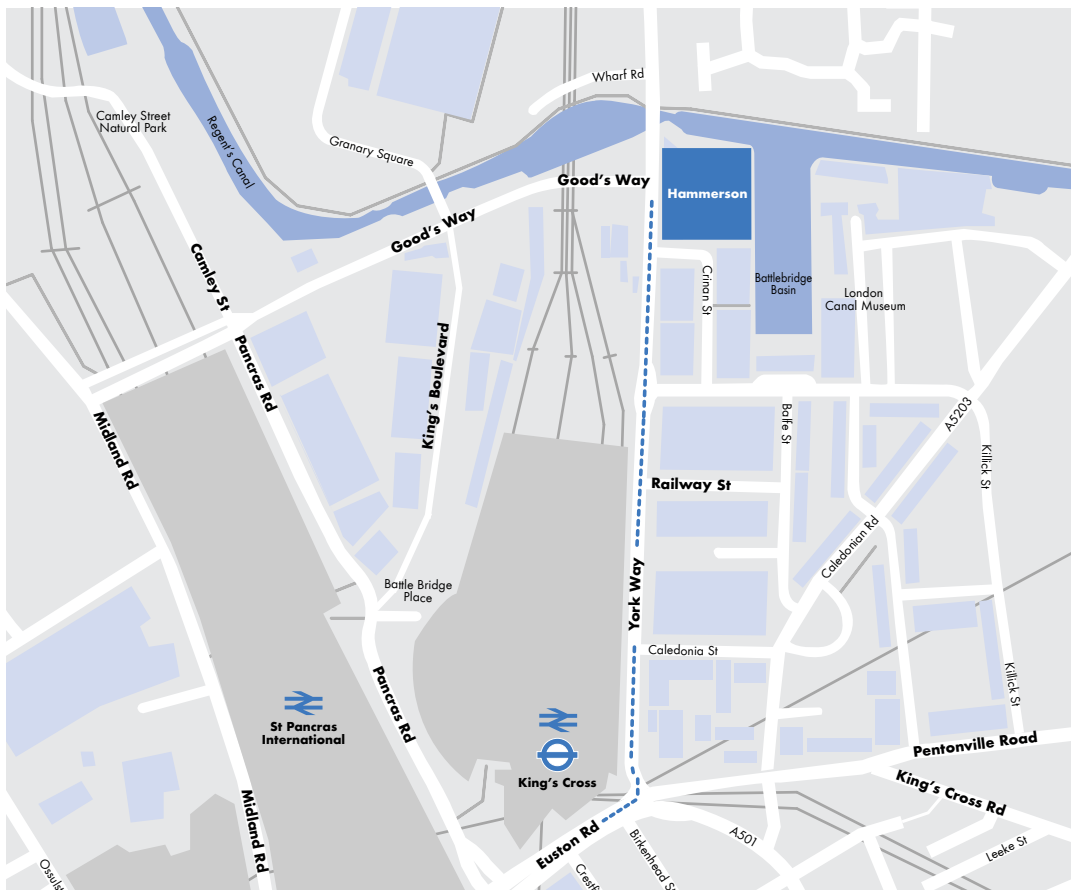 Wharf Rd
Camley Street
Natural Park
Regent's Canal
Granary Square
Good's Way
Hammerson
Good's Way
Camley St
Crinan St
Battlebridge
Basin
London
Canal Museum
Pancras Rd
King's Boulevard
Midland Rd
Balfe St
A5203
Killick St
Railway St
Caledonian Rd
Battle Bridge
Place
York Way
Caledonia St
Killick St
Pancras Rd
St Pancras
International
King's Cross
Pentonville Road
King's Cross Rd
Midland Rd
Euston Rd
A501
Birkenhead St
Leeke St